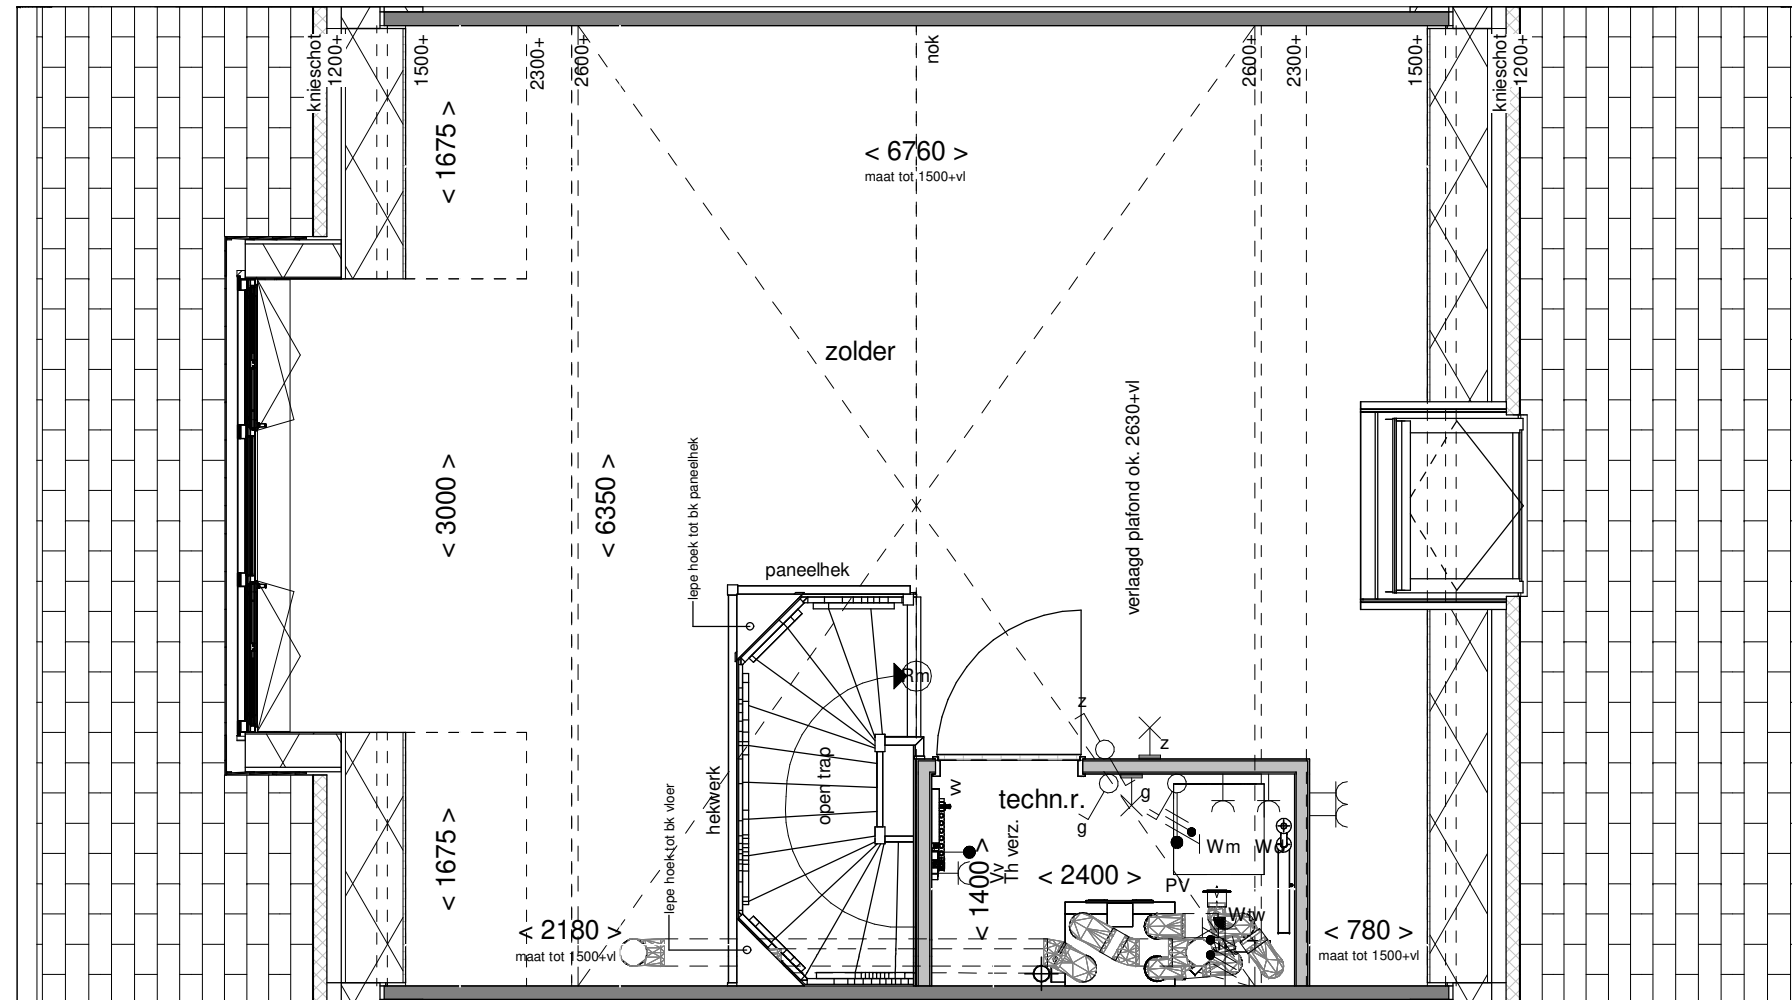 knieschot
1200+
1500+
2300+
2600+
nok
2600+
2300+
1500+
knieschot
1200+
< 1675 >
< 6760 >
maat tot 1500+vl
zolder
verlaagd plafond ok. 2630+vl
< 3000 >
< 6350 >
lepe hoek tot bk paneelhek
paneelhek
Rm
z
z
hekwerk
open trap
w
techn.r.
g
g
Th verz.
Vv
Wm
< 1675 >
lepe hoek tot bk vloer
< 1400 >
< 2400 >
PV
Wtw
< 2180 >
maat tot 1500+vl
< 780 >
maat tot 1500+vl